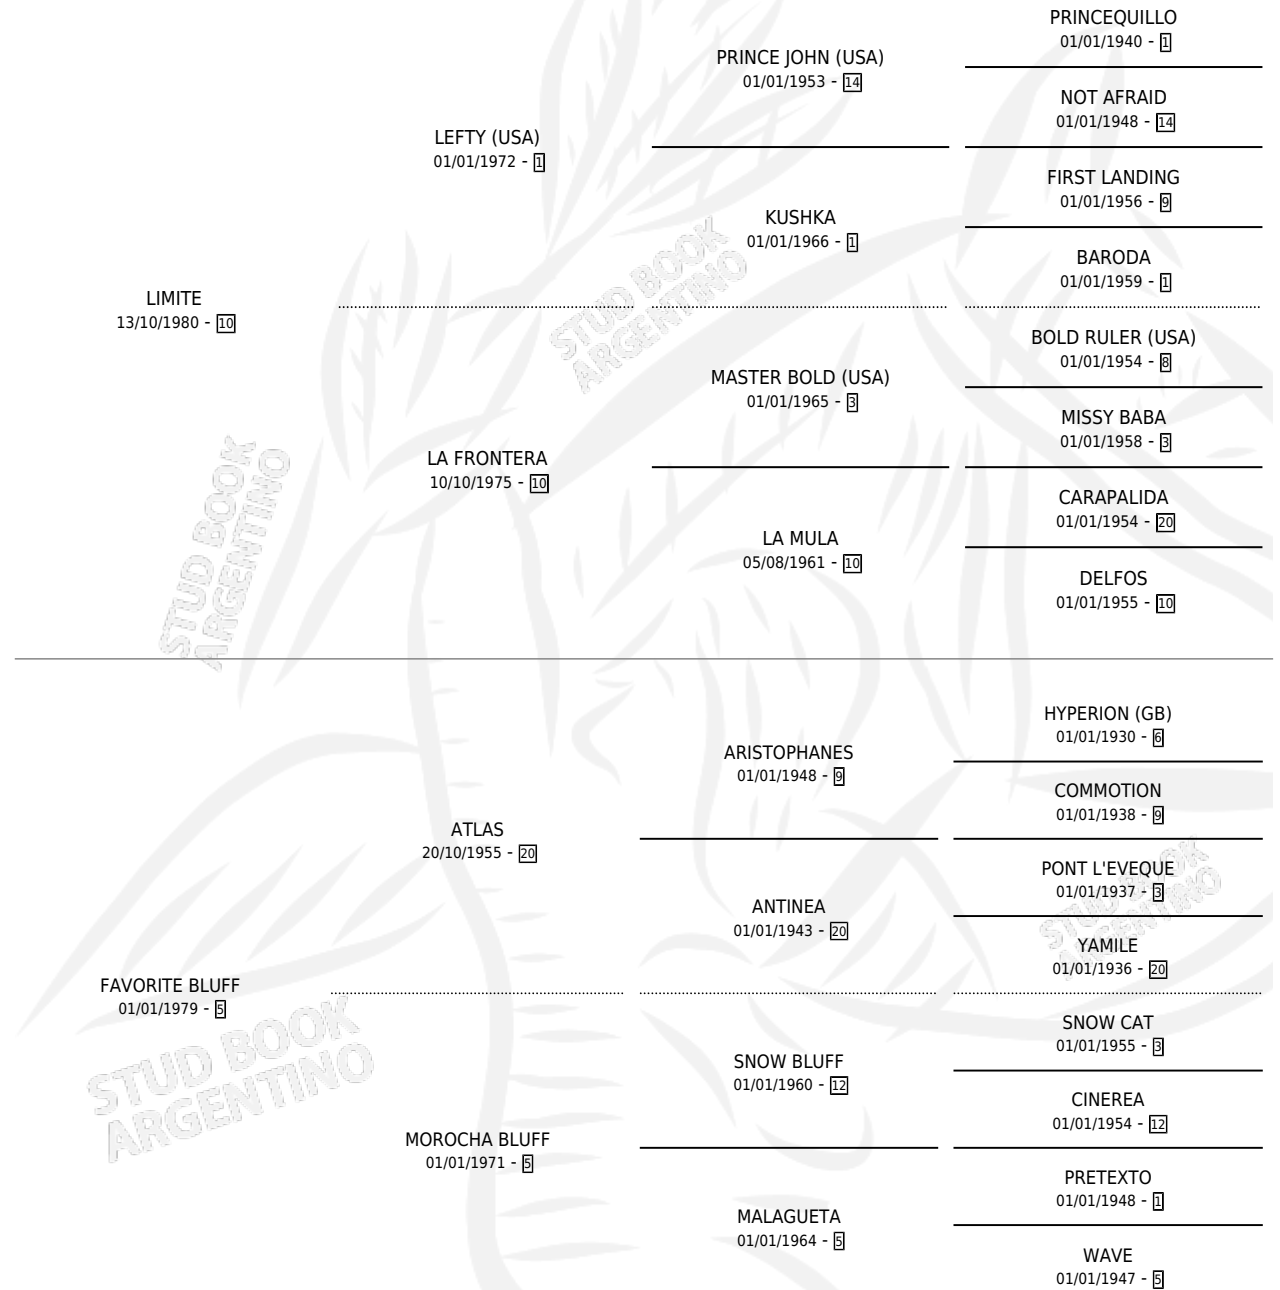 PRINCEQUILLO
01/01/1940 - 1
PRINCE JOHN (USA)
01/01/1953 - 14
NOT AFRAID
01/01/1948 - 14
LEFTY (USA)
01/01/1972 - 1
FIRST LANDING
01/01/1956 - 9
KUSHKA
01/01/1966 - 1
BARODA
01/01/1959 - 1
LIMITE
13/10/1980 - 10
STUD BOOK
ARGENTINO
BOLD RULER (USA)
01/01/1954 - 8
MASTER BOLD (USA)
01/01/1965 - 3
MISSY BABA
01/01/1958 - 3
LA FRONTERA
10/10/1975 - 10
CARAPALIDA
01/01/1954 - 20
LA MULA
05/08/1961 - 10
DELFOS
01/01/1955 - 10
STUD BOOK
ARGENTINO
HYPERION (GB)
01/01/1930 - 6
ARISTOPHANES
01/01/1948 - 9
COMMOTION
01/01/1938 - 9
ATLAS
20/10/1955 - 20
PONT L'EVEQUE
01/01/1937 - 3
ANTINEA
01/01/1943 - 20
YAMILE
01/01/1936 - 20
STUD BOOK
ARGENTINO
FAVORITE BLUFF
01/01/1979 - 5
SNOW CAT
01/01/1955 - 3
SNOW BLUFF
01/01/1960 - 12
CINEREA
01/01/1954 - 12
STUD BOOK
ARGENTINO
MOROCHA BLUFF
01/01/1971 - 5
PRETEXTO
01/01/1948 - 1
MALAGUETA
01/01/1964 - 5
WAVE
01/01/1947 - 5